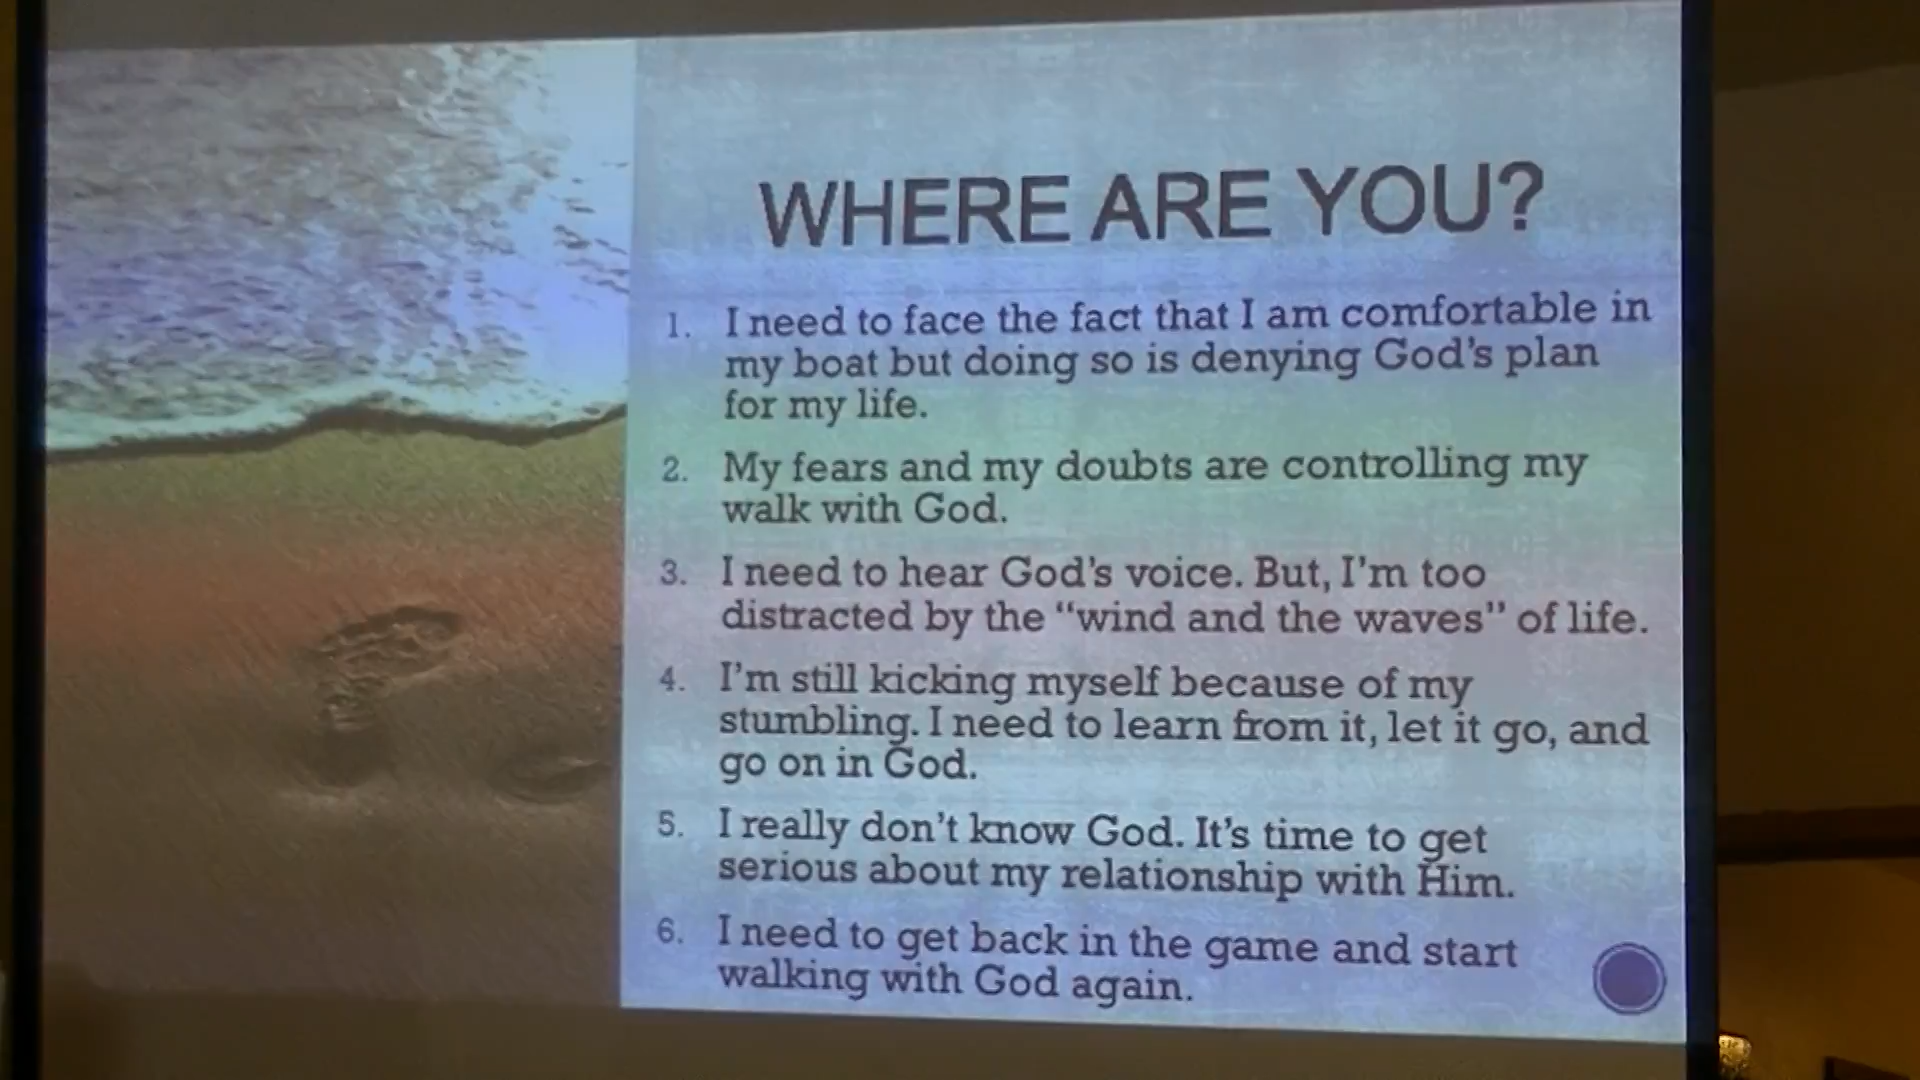 WHERE ARE YOU?
1. I need to face the fact that I am comfortable in
my boat but doing so is denying God's plan
for my life.
2. My fears and my doubts are controlling my
walk with God.
3. I need to hear God's voice. But, I'm too
distracted by the "wind and the waves" of life.
4. I'm still kicking myself because of my
stumbling. I need to learn from it, let it go, and
go on in God.
5. I really don't know God. It's time to get
serious about my relationship with Him.
6. I need to get back in the game and start
walking with God again.